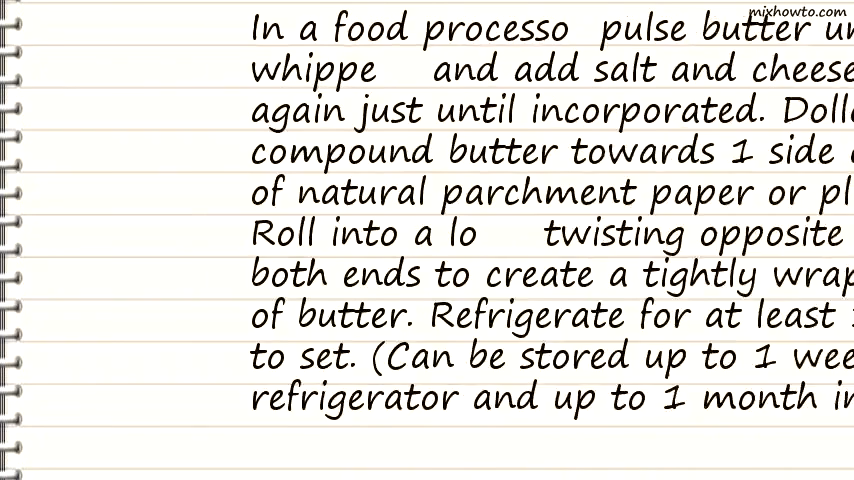 mixhowto.com
In a food processo pulse butter un
whippe and add salt and cheese
again just until incorporated. Doll
compound butter towards 1 side
of natural parchment paper or pl
Roll into a lo twisting opposite
both ends to create a tightly wrap
of butter. Refrigerate for at least
to set. (Can be stored up to 1 wee
refrigerator and up to 1 month in